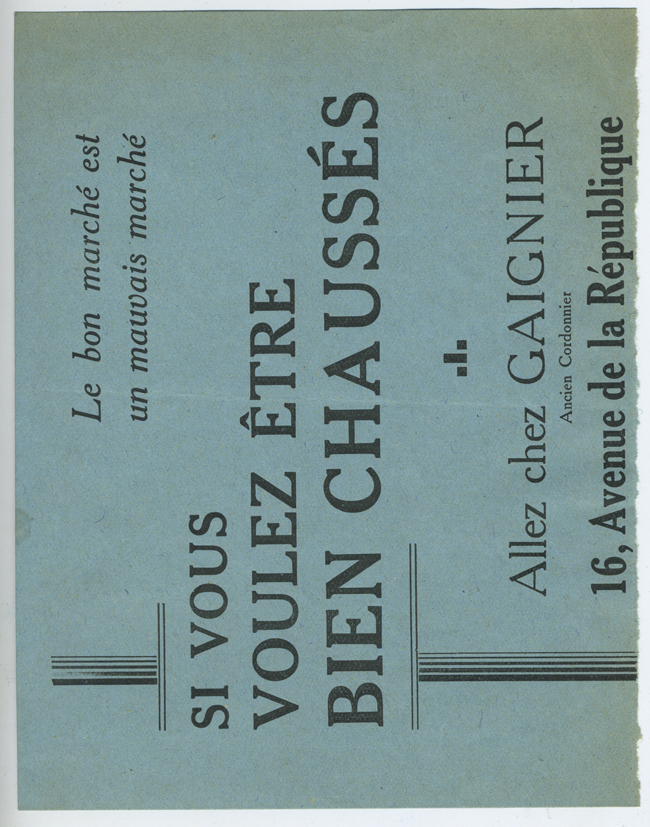 Le bon marché est
un mauvais marché
SI VOUS
VOULEZ ÊTRE
BIEN CHAUSSÉS
Allez chez GAIGNIER
Ancien Cordonnier
16, Avenue de la République